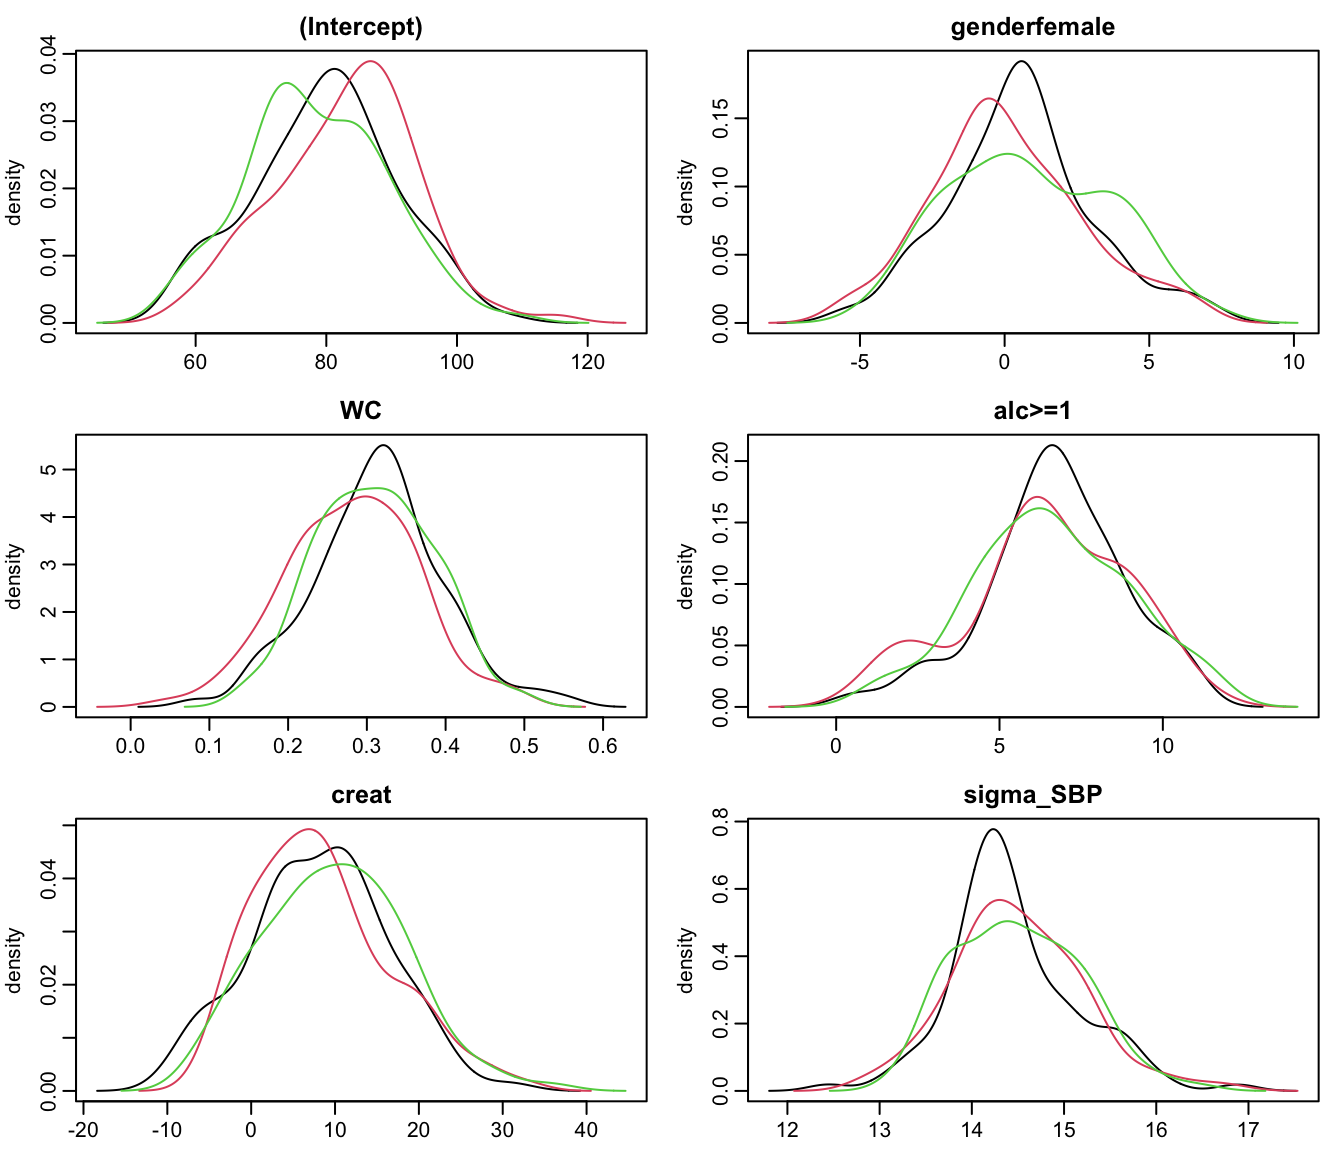 (Intercept)
density
0.00 0.01 0.02 0.03 0.04
60 80 100 120
genderfemale
density
0.00 0.05 0.10 0.15
-5 0 5 10
WC
density
0 1 2 3 4 5
0.0 0.1 0.2 0.3 0.4 0.5 0.6
alc>=1
density
0.00 0.05 0.10 0.15 0.20
0 5 10
creat
density
0.00 0.02 0.04
-20 -10 0 10 20 30 40
sigma_SBP
density
0.0 0.2 0.4 0.6 0.8
12 13 14 15 16 17